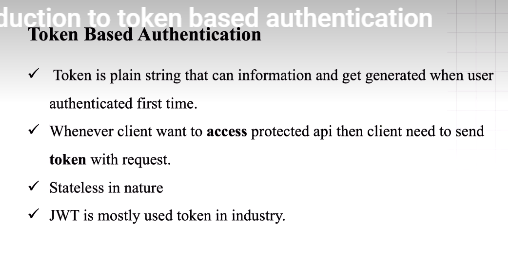 duction to token based authentication
Token Based Authentication
✓ Token is plain string that can information and get generated when user
authenticated first time.
✓ Whenever client want to access protected api then client need to send
token with request.
✓ Stateless in nature
✓ JWT is mostly used token in industry.